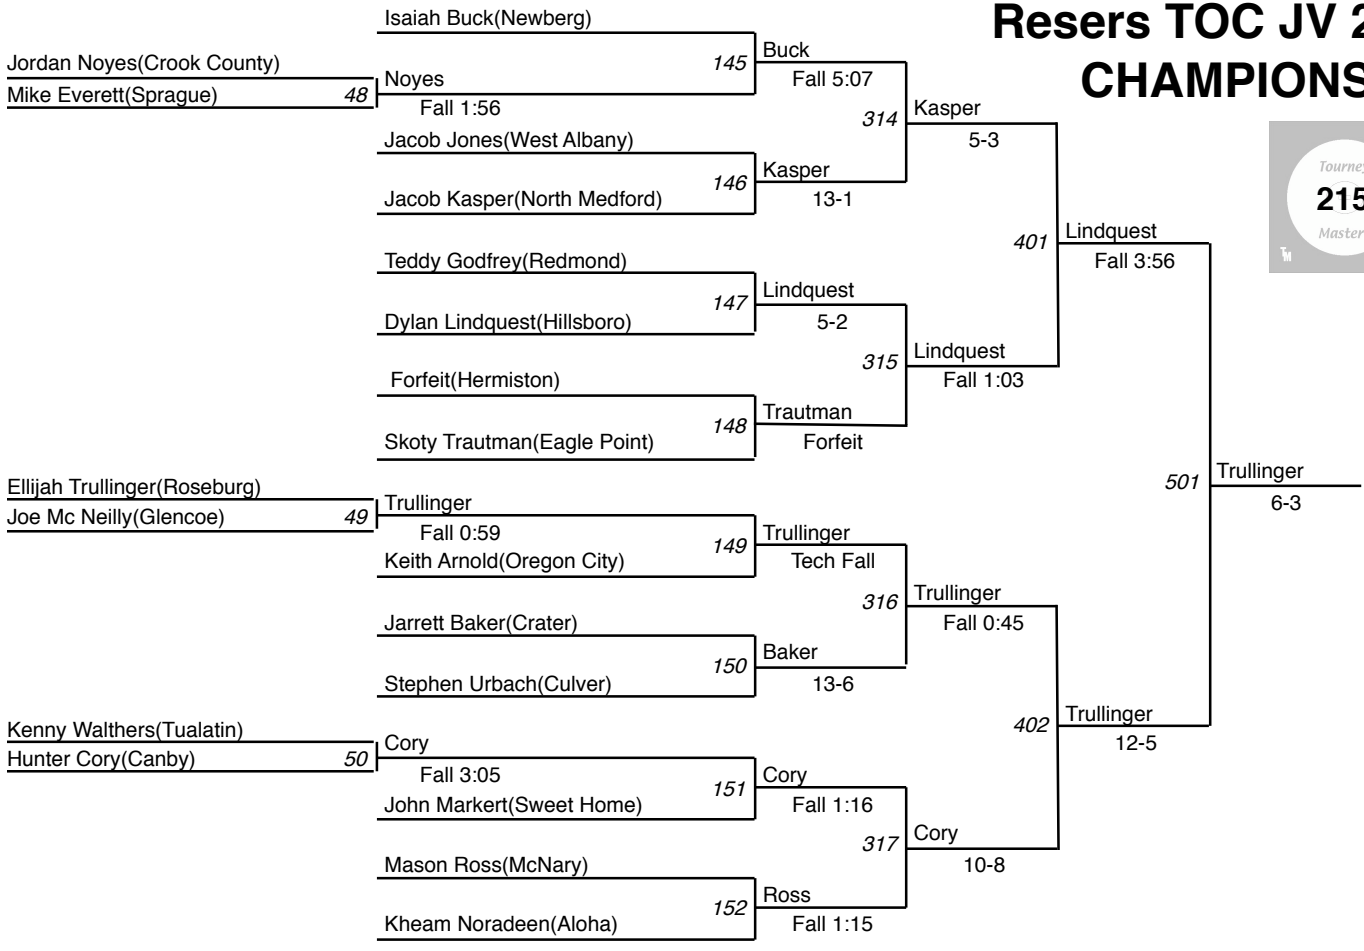 Resers TOC JV 2
CHAMPIONS
Tourney
215
Master
TM
Isaiah Buck(Newberg)
Jordan Noyes(Crook County)
Mike Everett(Sprague) 48
Noyes
Fall 1:56
145
Buck
Fall 5:07
Jacob Jones(West Albany)
Jacob Kasper(North Medford)
146
Kasper
13-1
314
Kasper
5-3
Teddy Godfrey(Redmond)
Dylan Lindquest(Hillsboro)
147
Lindquest
5-2
Forfeit(Hermiston)
Skoty Trautman(Eagle Point)
148
Trautman
Forfeit
315
Lindquest
Fall 1:03
401
Lindquest
Fall 3:56
Ellijah Trullinger(Roseburg)
Joe Mc Neilly(Glencoe) 49
Trullinger
Fall 0:59
Keith Arnold(Oregon City)
149
Trullinger
Tech Fall
Jarrett Baker(Crater)
Stephen Urbach(Culver)
150
Baker
13-6
316
Trullinger
Fall 0:45
Kenny Walthers(Tualatin)
Hunter Cory(Canby) 50
Cory
Fall 3:05
John Markert(Sweet Home)
151
Cory
Fall 1:16
Mason Ross(McNary)
Kheam Noradeen(Aloha)
152
Ross
Fall 1:15
317
Cory
10-8
402
Trullinger
12-5
501
Trullinger
6-3